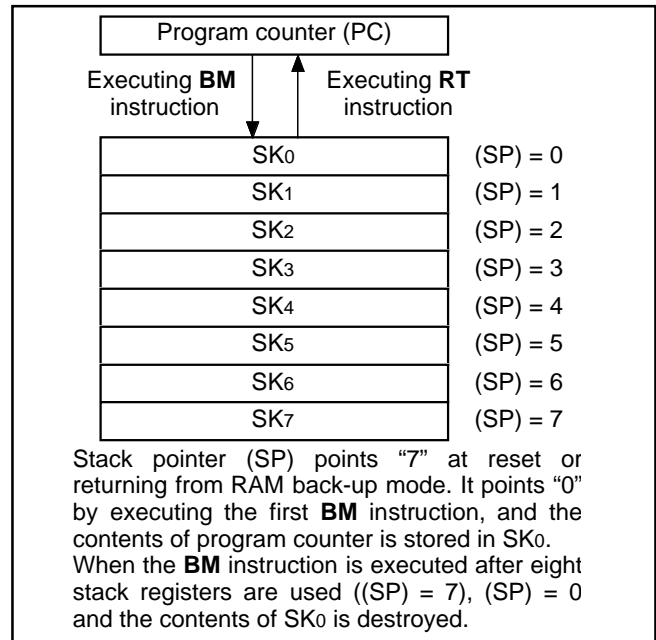 Program counter (PC)
Executing BM Executing RT
instruction instruction
SK0 (SP) = 0
SK1 (SP) = 1
SK2 (SP) = 2
SK3 (SP) = 3
SK4 (SP) = 4
SK5 (SP) = 5
SK6 (SP) = 6
SK7 (SP) = 7
Stack pointer (SP) points “7” at reset or
returning from RAM back-up mode. It points “0”
by executing the first BM instruction, and the
contents of program counter is stored in SK0.
When the BM instruction is executed after eight
stack registers are used ((SP) = 7), (SP) = 0
and the contents of SK0 is destroyed.